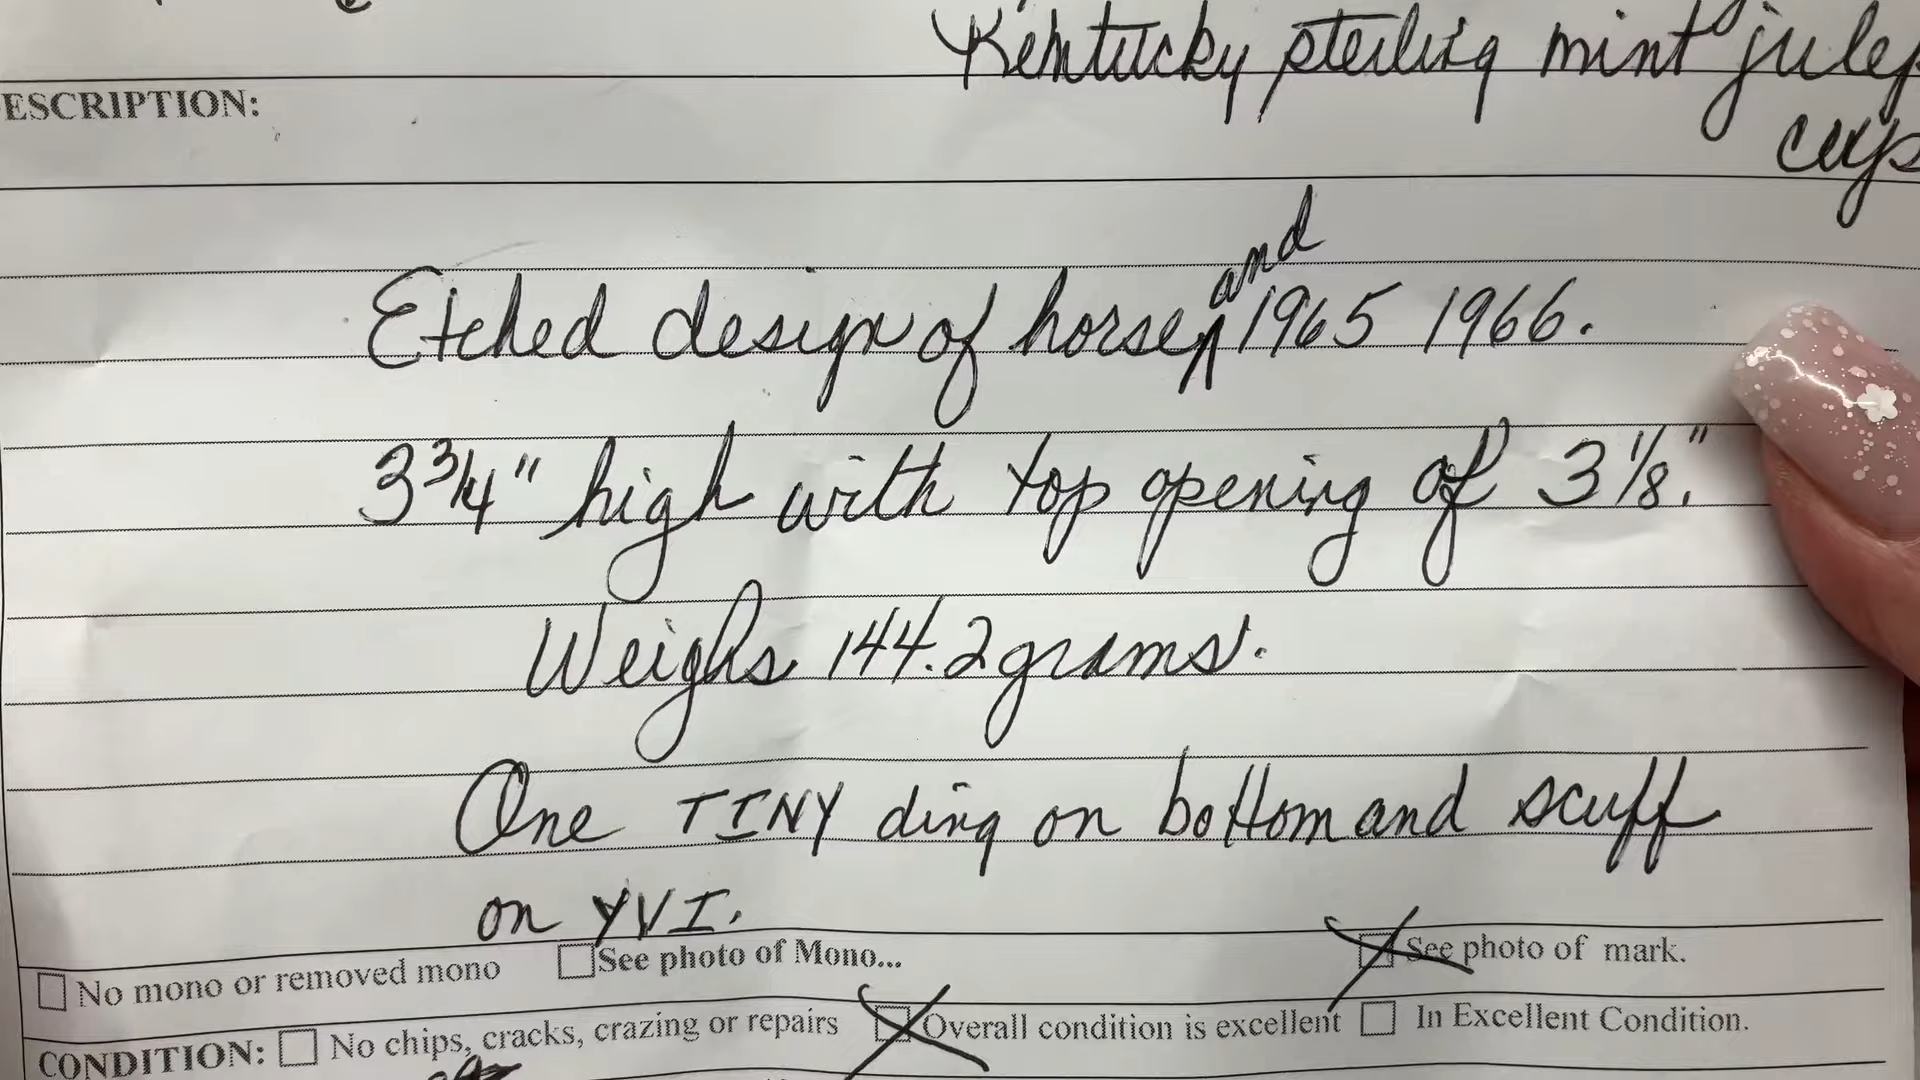 Kentucky sterling mint julep
cup
ESCRIPTION:
and
Etched design of horse ^ 1965 1966.
3 3/4" high with top opening of 3 1/8".
Weighs 144.2 grams.
One TINY ding on bottom and scuff
on YVI.
No mono or removed mono See photo of Mono... See photo of mark.
CONDITION: No chips, cracks, crazing or repairs Overall condition is excellent In Excellent Condition.